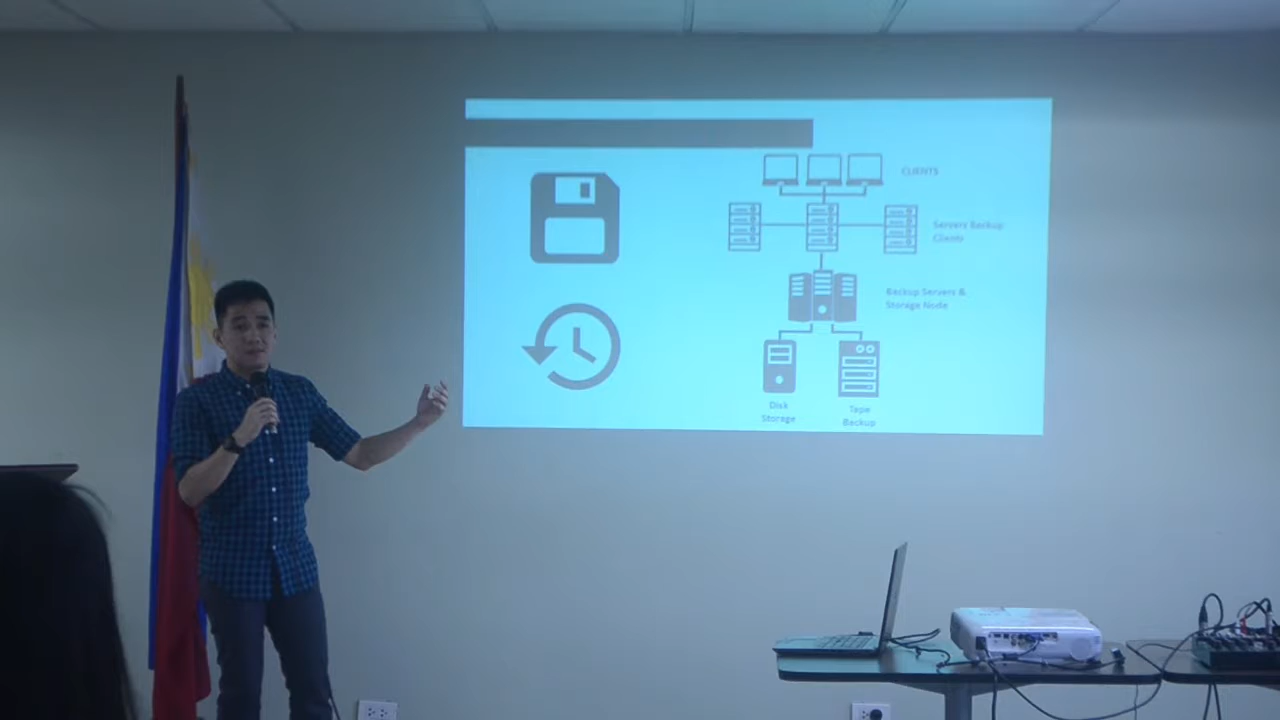 CLIENTS
Servers Backup
Clients
Backup Servers &
Storage Node
Disk
Storage
Tape
Backup